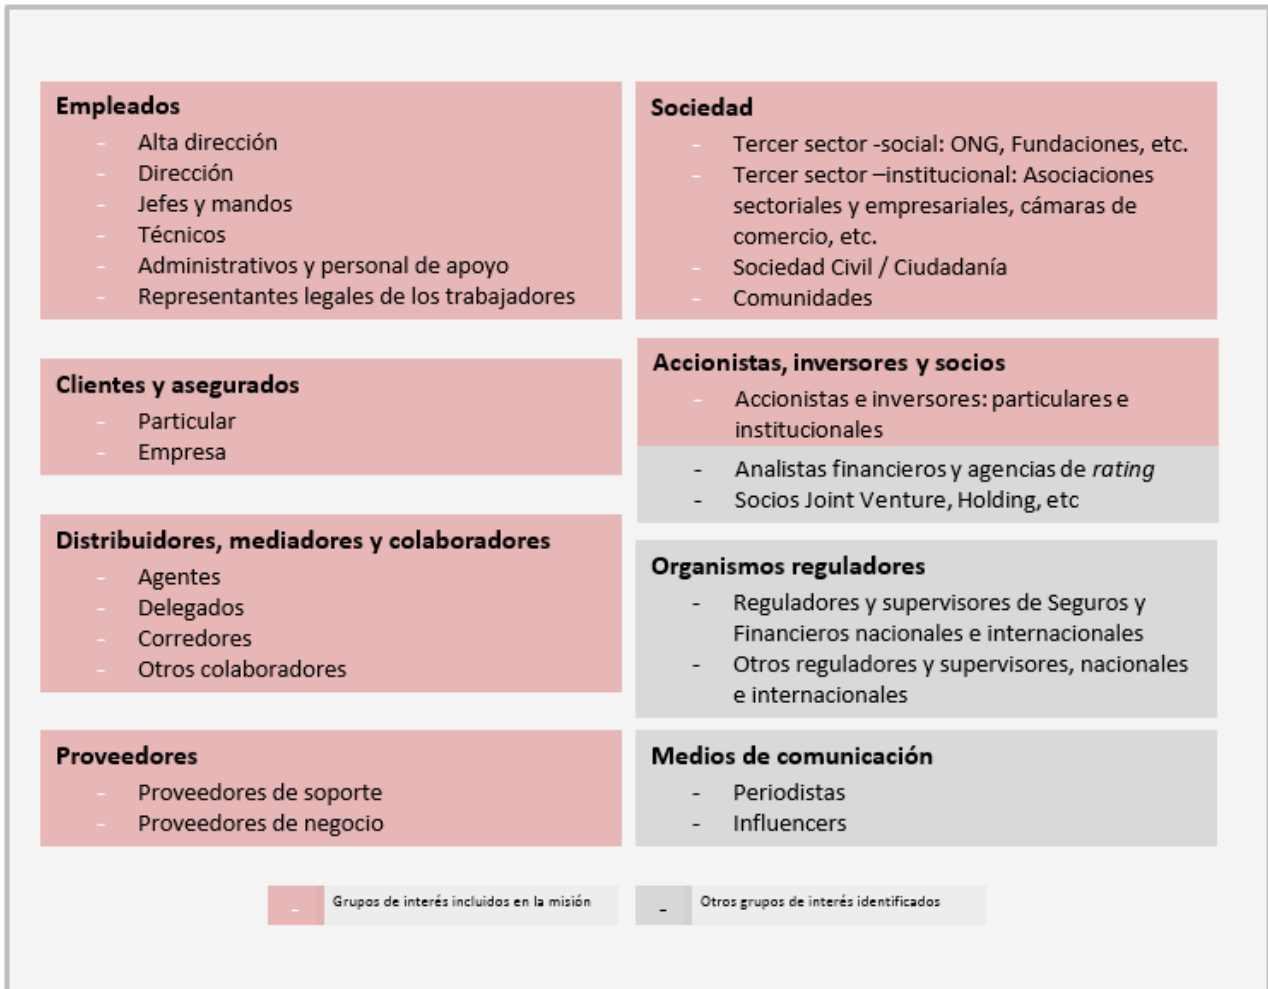 Empleados
- Alta dirección
- Dirección
- Jefes y mandos
- Técnicos
- Administrativos y personal de apoyo
- Representantes legales de los trabajadores
Clientes y asegurados
- Particular
- Empresa
Distribuidores, mediadores y colaboradores
- Agentes
- Delegados
- Corredores
- Otros colaboradores
Proveedores
- Proveedores de soporte
- Proveedores de negocio
Sociedad
- Tercer sector -social: ONG, Fundaciones, etc.
- Tercer sector –institucional: Asociaciones
sectoriales y empresariales, cámaras de
comercio, etc.
- Sociedad Civil / Ciudadanía
- Comunidades
Accionistas, inversores y socios
- Accionistas e inversores: particulares e
institucionales
- Analistas financieros y agencias de rating
- Socios Joint Venture, Holding, etc
Organismos reguladores
- Reguladores y supervisores de Seguros y
Financieros nacionales e internacionales
- Otros reguladores y supervisores, nacionales
e internacionales
Medios de comunicación
- Periodistas
- Influencers
- Grupos de interés incluidos en la misión
- Otros grupos de interés identificados